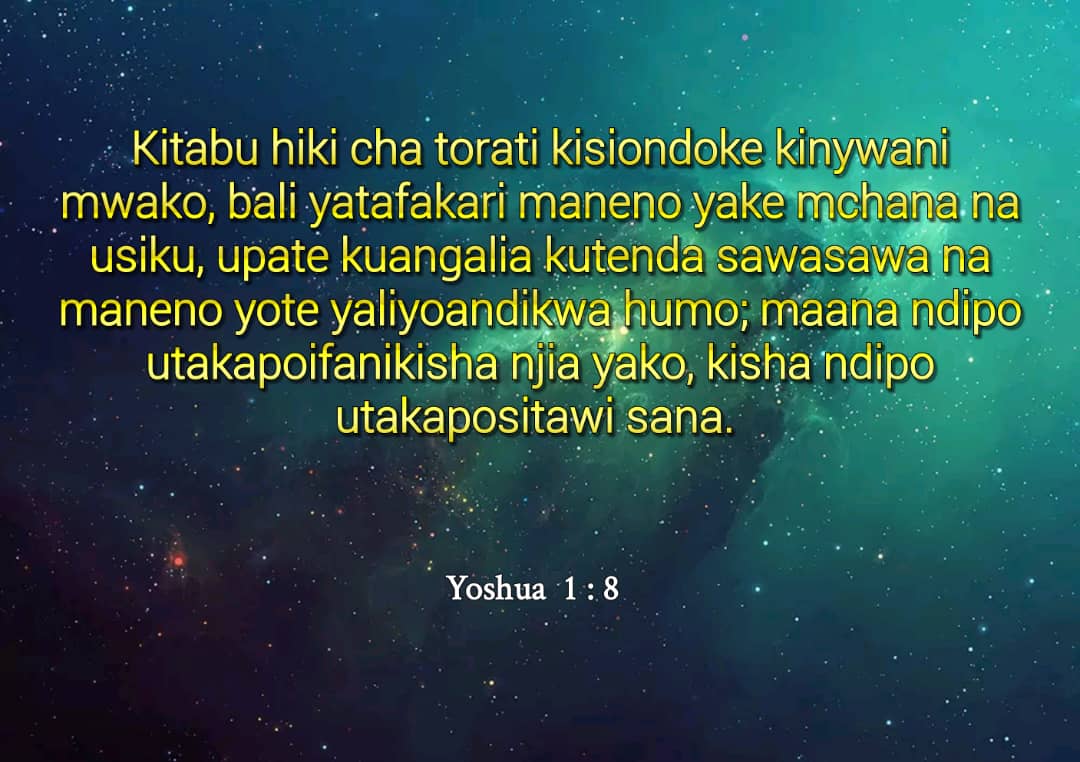 Kitabu hiki cha torati kisiondoke kinywani
mwako, bali yatafakari maneno yake mchana na
usiku, upate kuangalia kutenda sawasawa na
maneno yote yaliyoandikwa humo; maana ndipo
utakapoifanikisha njia yako, kisha ndipo
utakapositawi sana.
Yoshua 1 : 8